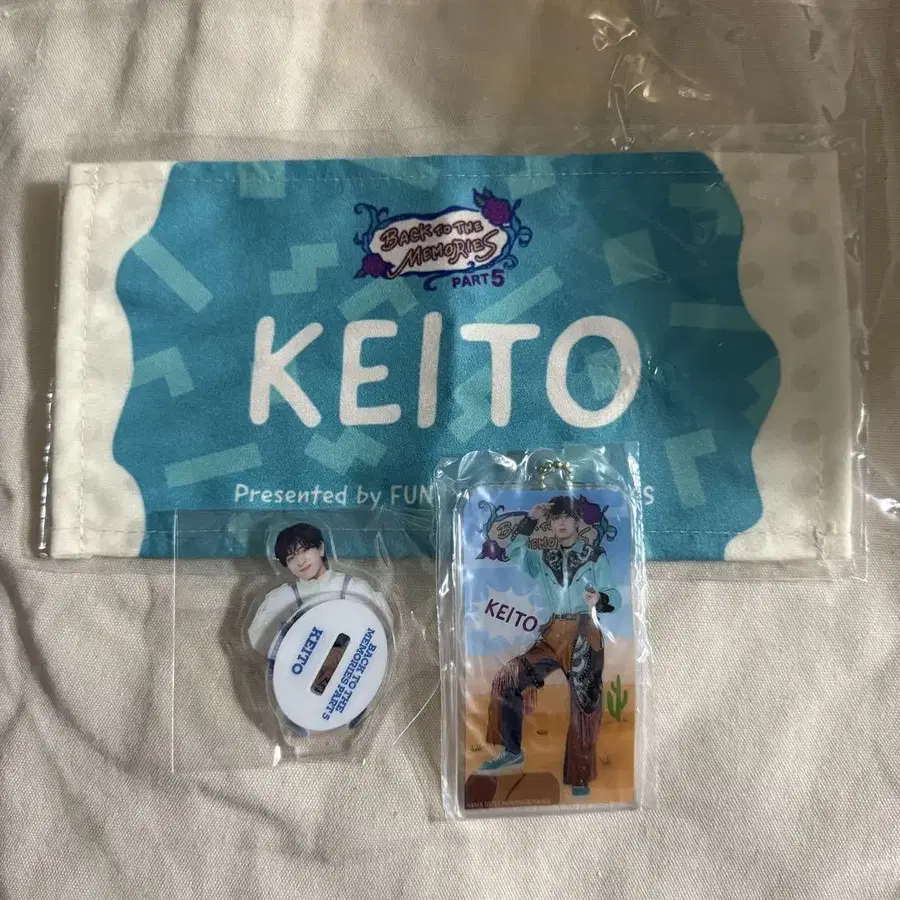 BACK TO THE
MEMORIES
PART 5
KEITO
Presented by FUN
S
BACK TO THE
MEMORIES PART 5
KEITO
KEITO